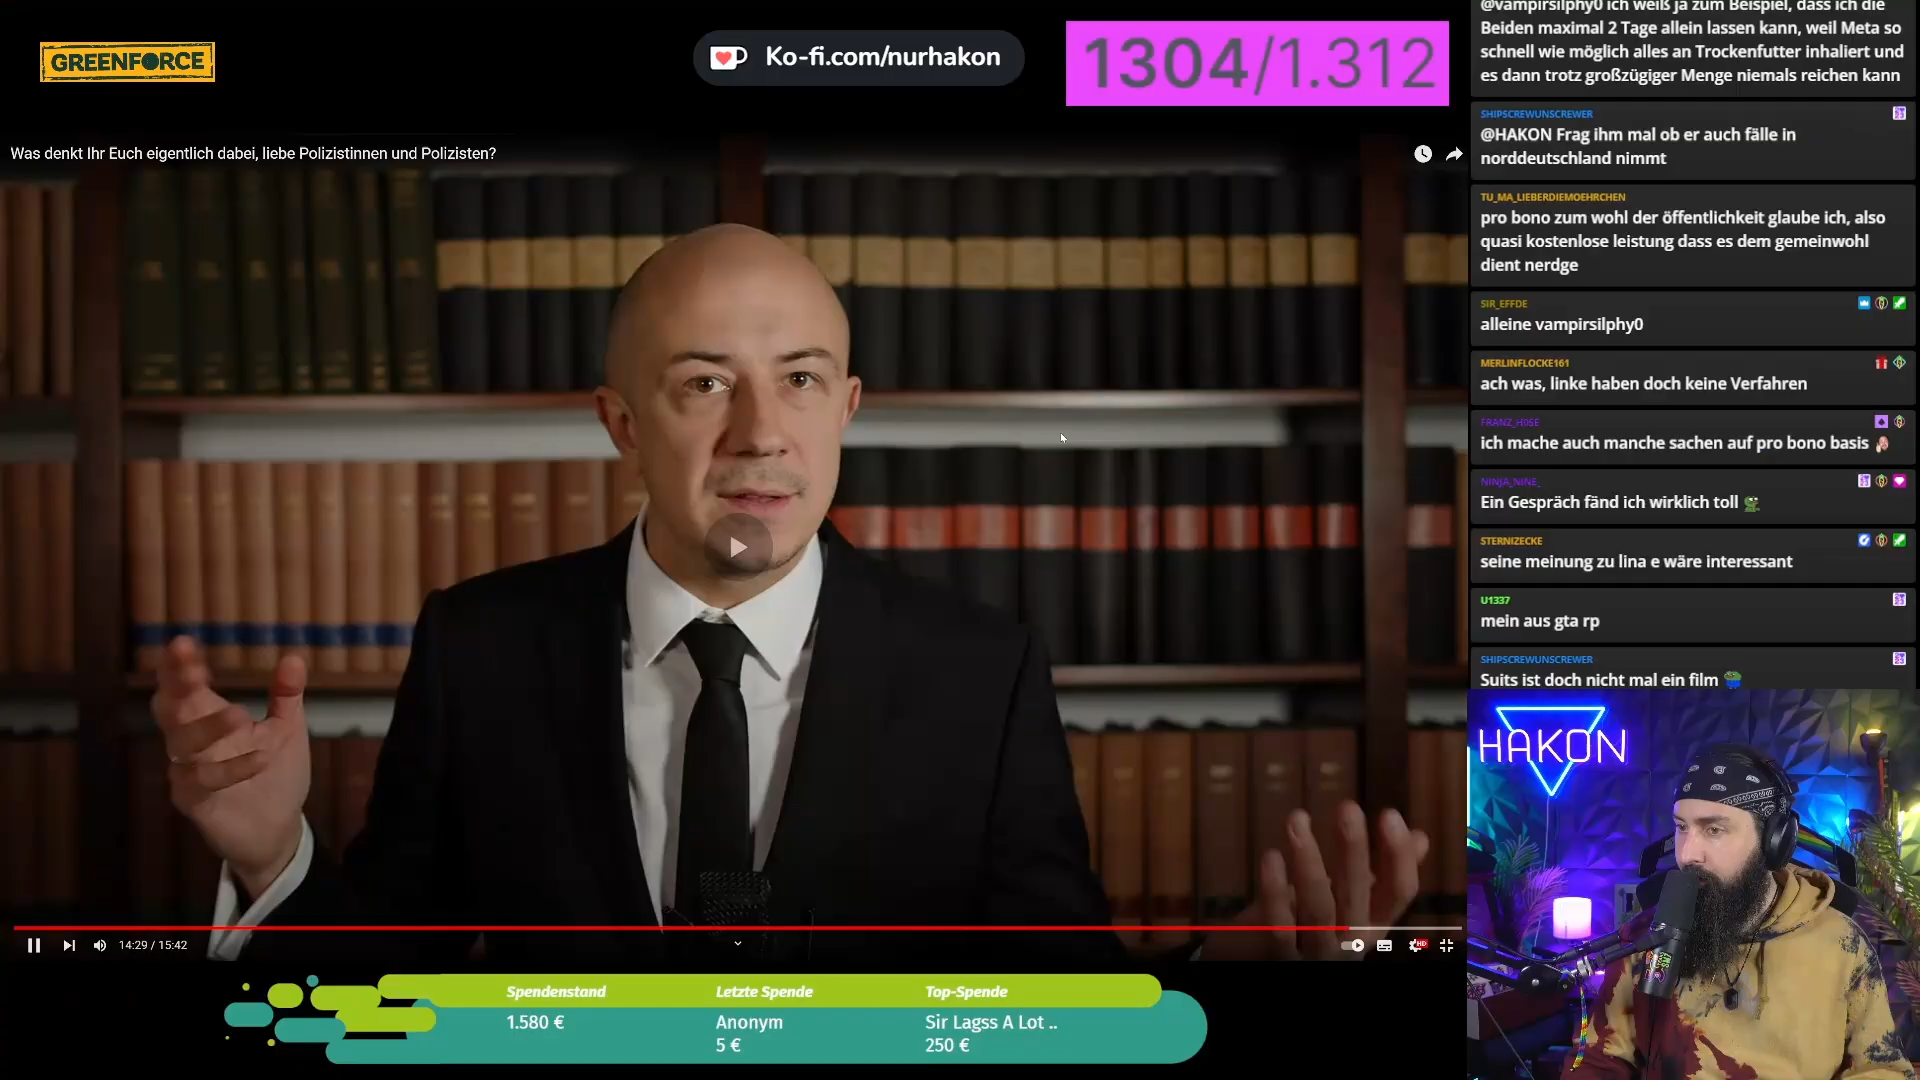 GREENFORCE
Ko-fi.com/nurhakon
1304/1.312
Was denkt Ihr Euch eigentlich dabei, liebe Polizistinnen und Polizisten?
14:29 / 15:42
HD
Spendenstand
Letzte Spende
Top-Spende
1.580 €
Anonym
Sir Lagss A Lot ..
5 €
250 €
@vampirsilphy0 ich weiß ja zum Beispiel, dass ich die
Beiden maximal 2 Tage allein lassen kann, weil Meta so
schnell wie möglich alles an Trockenfutter inhaliert und
es dann trotz großzügiger Menge niemals reichen kann
SHIPSCREWUNSCREWER
@HAKON Frag ihm mal ob er auch fälle in
norddeutschland nimmt
TU_MA_LIEBERDIEMOEHRCHEN
pro bono zum wohl der öffentlichkeit glaube ich, also
quasi kostenlose leistung dass es dem gemeinwohl
dient nerdge
SIR_EFFDE
alleine vampirsilphy0
MERLINFLOCKE161
ach was, linke haben doch keine Verfahren
FRANZ_H0SE
ich mache auch manche sachen auf pro bono basis
NINJA_NINE_
Ein Gespräch fänd ich wirklich toll
STERNIZECKE
seine meinung zu lina e wäre interessant
U1337
mein aus gta rp
SHIPSCREWUNSCREWER
Suits ist doch nicht mal ein film
HAKON